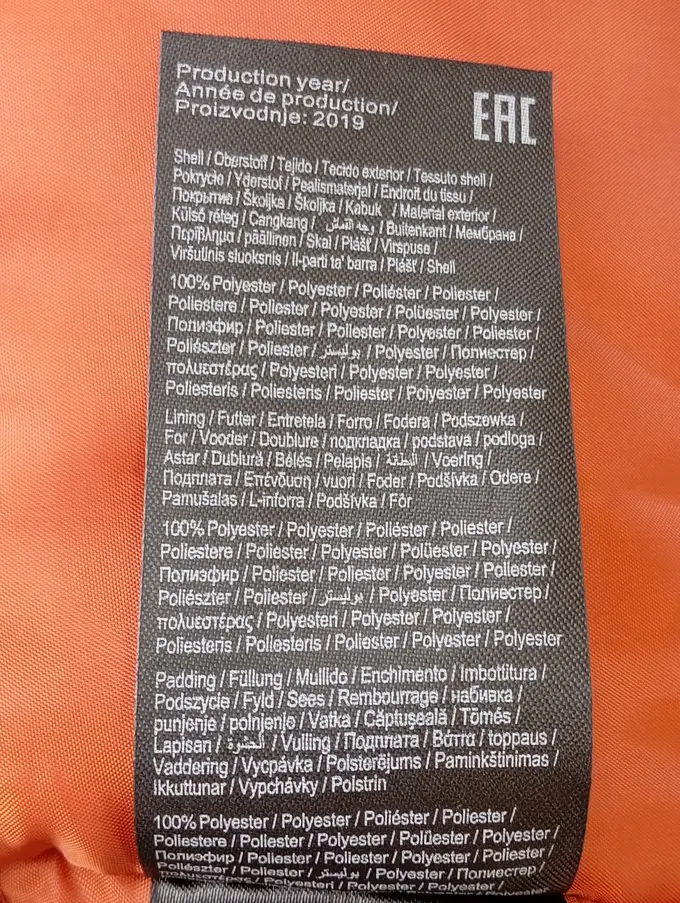 Production year/
Année de production/
Proizvodnje: 2019
EAC
Shell / Oberstoff / Tejido / Tecido exterior / Tessuto shell /
Pokrycie / Yderstof / Pealismaterjal / Endroit du tissu /
Покрытие / Školjka / Školjka / Kabuk / Material exterior /
Külső réteg / Cangkang / وجه القماش / Buitenkant / Мембрана /
Περίβλημα / päällinen / Skal / Plášť / Virspuse /
Viršutinis sluoksnis / Il-parti ta' barra / Plášť / Shell
100% Polyester / Polyester / Poliéster / Poliester /
Poliestere / Poliester / Polyester / Polüester / Polyester /
Полиэфир / Poliester / Poliester / Polyester / Poliester /
Poliészter / Poliester / بوليستر / Polyester / Полиестер /
πολυεστέρας / Polyesteri / Polyester / Polyester /
Poliesteris / Poliesteris / Poliester / Polyester / Polyester
Lining / Futter / Entretela / Forro / Fodera / Podszewka /
For / Vooder / Doublure / подкладка / podstava / podloga /
Astar / Dublură / Bélés / Pelapis / البطانة / Voering /
Подплата / Επένδυση / vuori / Foder / Podšívka / Odere /
Pamušalas / L-inforra / Podšívka / Fôr
100% Polyester / Polyester / Poliéster / Poliester /
Poliestere / Poliester / Polyester / Polüester / Polyester /
Полиэфир / Poliester / Poliester / Polyester / Poliester /
Poliészter / Poliester / بوليستر / Polyester / Полиестер /
πολυεστέρας / Polyesteri / Polyester / Polyester /
Poliesteris / Poliesteris / Poliester / Polyester / Polyester
Padding / Füllung / Mullido / Enchimento / Imbottitura /
Podszycie / Fyld / Sees / Rembourrage / набивка /
punjenje / polnjenje / Vatka / Căptuşeală / Tömés /
Lapisan / الحشوة / Vulling / Подплата / Βάττα / toppaus /
Vaddering / Vycpávka / Polsterējums / Paminkštinimas /
Ikkuttunar / Vypchávky / Polstrin
100% Polyester / Polyester / Poliéster / Poliester /
Poliestere / Poliester / Polyester / Polüester / Polyester /
Полиэфир / Poliester / Poliester / Polyester / Poliester /
Poliészter / Poliester / بوليستر / Polyester / Полиестер /
Polyesteri / Polyester / Polyester /